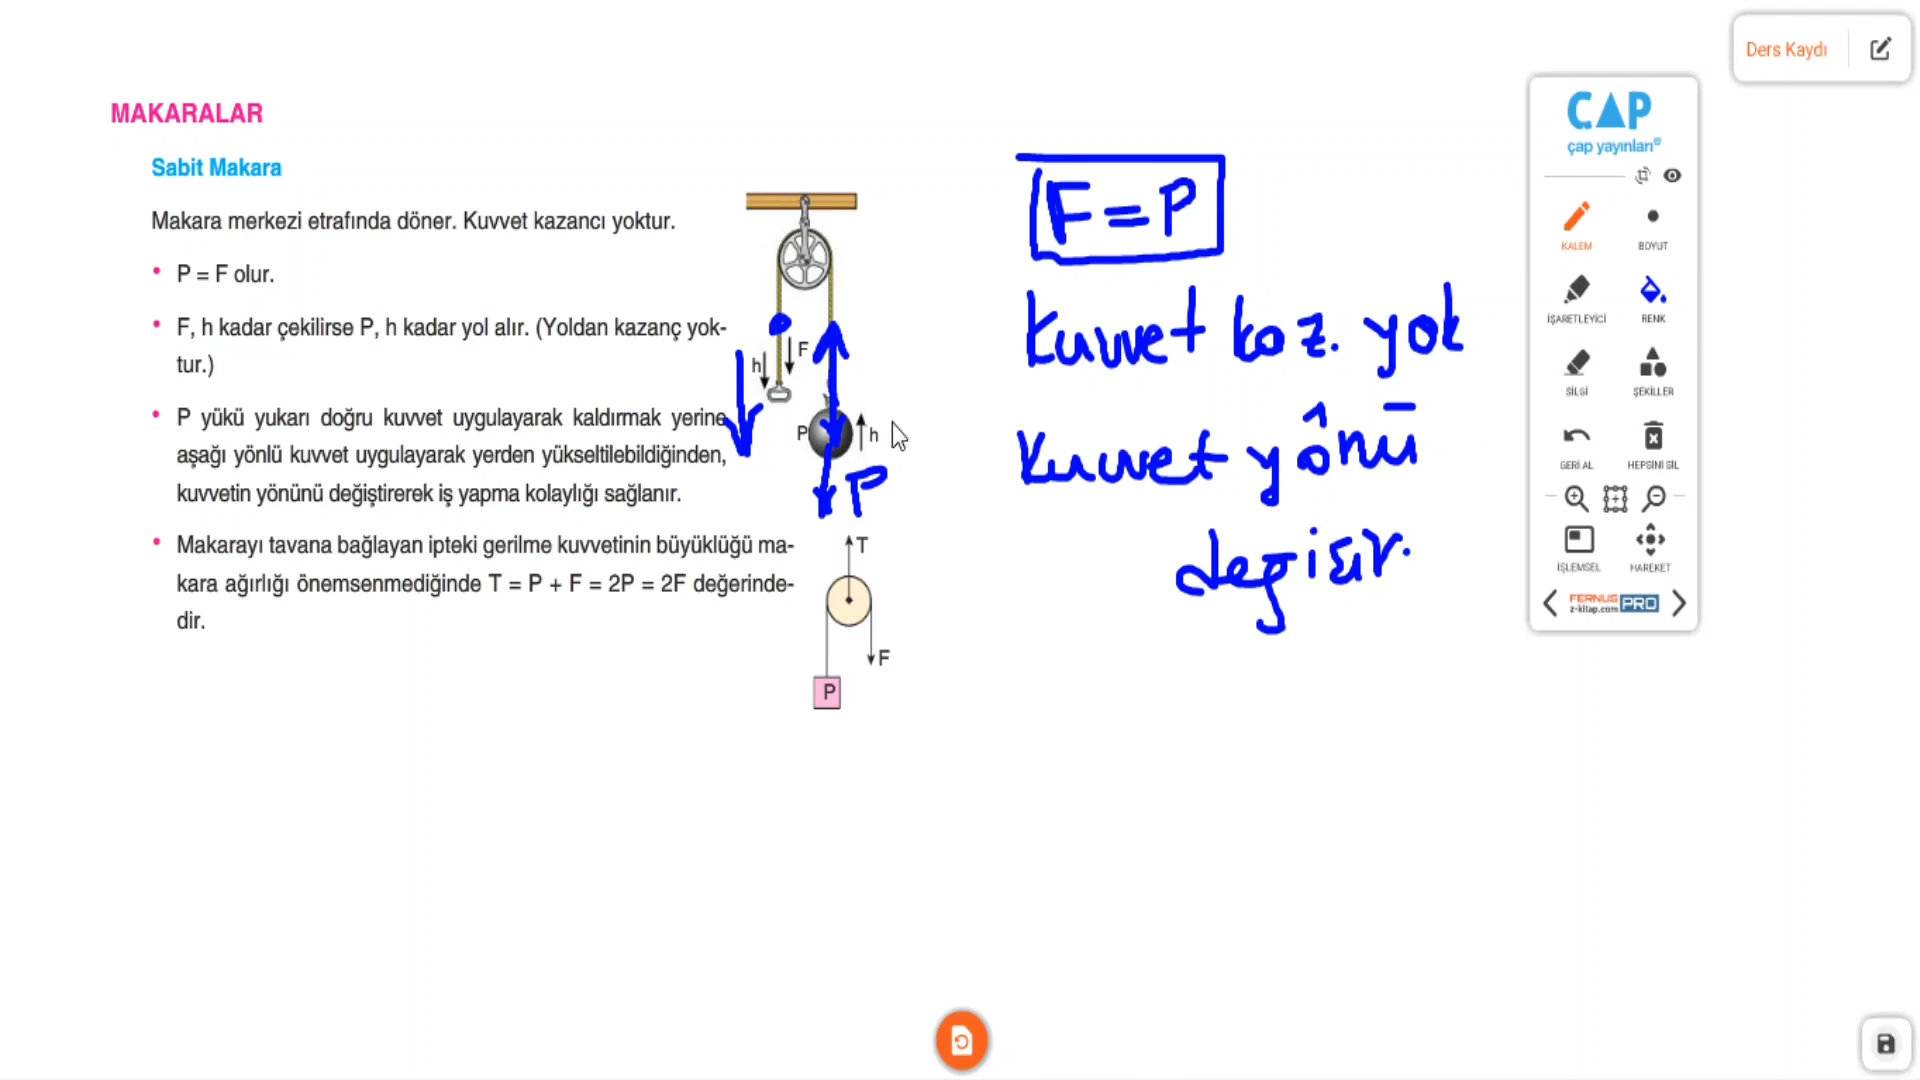 Ders Kaydı
MAKARALAR
Sabit Makara
Makara merkezi etrafında döner. Kuvvet kazancı yoktur.
• P = F olur.
• F, h kadar çekilirse P, h kadar yol alır. (Yoldan kazanç yok-
tur.)
• P yükü yukarı doğru kuvvet uygulayarak kaldırmak yerine
aşağı yönlü kuvvet uygulayarak yerden yükseltilebildiğinden,
kuvvetin yönünü değiştirerek iş yapma kolaylığı sağlanır.
• Makarayı tavana bağlayan ipteki gerilme kuvvetinin büyüklüğü ma-
kara ağırlığı önemsenmediğinde T = P + F = 2P = 2F değerinde-
dir.
F
h
P
h
P
T
F
P
F = P
Kuvvet kaz. yok
Kuvvet yönü
değişir.
ÇAP
çap yayınları®
KALEM
BOYUT
İŞARETLEYİCİ
RENK
SİLGİ
ŞEKİLLER
GERİ AL
HEPSİNİ SİL
İŞLEMSEL
HAREKET
FERNUS
z-kitap.com PRO